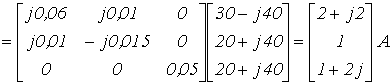 = [ j0,06 j0,01 0 ] [ 30 − j40 ] = [ 2 + j2 ]
[ j0,01 − j0,015 0 ] [ 20 + j40 ] = [ 1 ] A
[ 0 0 0,05 ] [ 20 + j40 ] [ 1 + 2j ]